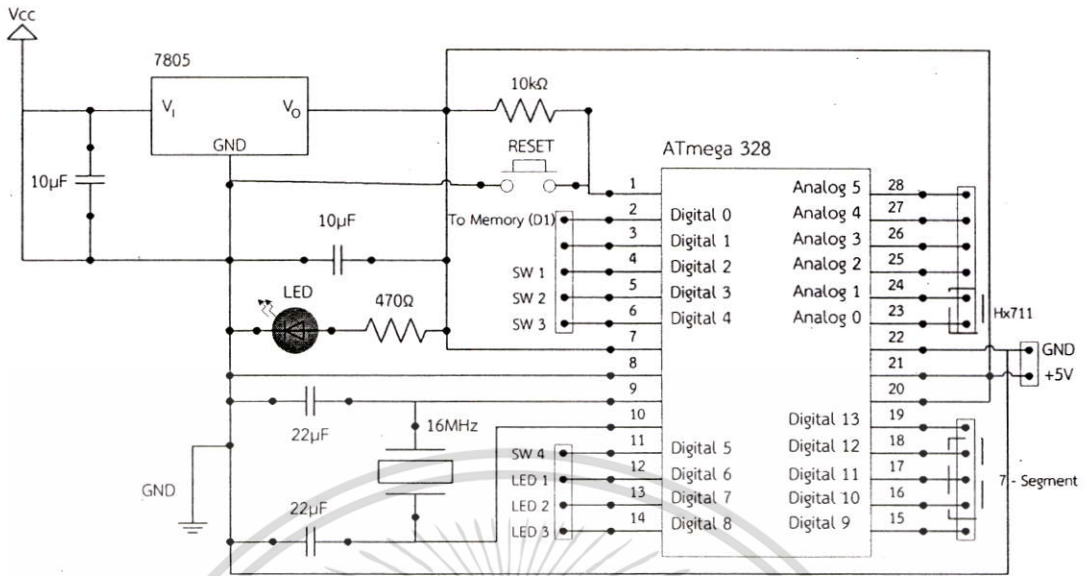 Vcc
7805
VI
VO
GND
10µF
10kΩ
RESET
10µF
LED
470Ω
22µF
16MHz
22µF
GND
To Memory (D1)
SW 1
SW 2
SW 3
SW 4
LED 1
LED 2
LED 3
ATmega 328
1
2 Digital 0
3 Digital 1
4 Digital 2
5 Digital 3
6 Digital 4
7
8
9
10
11 Digital 5
12 Digital 6
13 Digital 7
14 Digital 8
Analog 5 28
Analog 4 27
Analog 3 26
Analog 2 25
Analog 1 24
Analog 0 23
22
21
20
Digital 13 19
Digital 12 18
Digital 11 17
Digital 10 16
Digital 9 15
Hx711
GND
+5V
7 - Segment